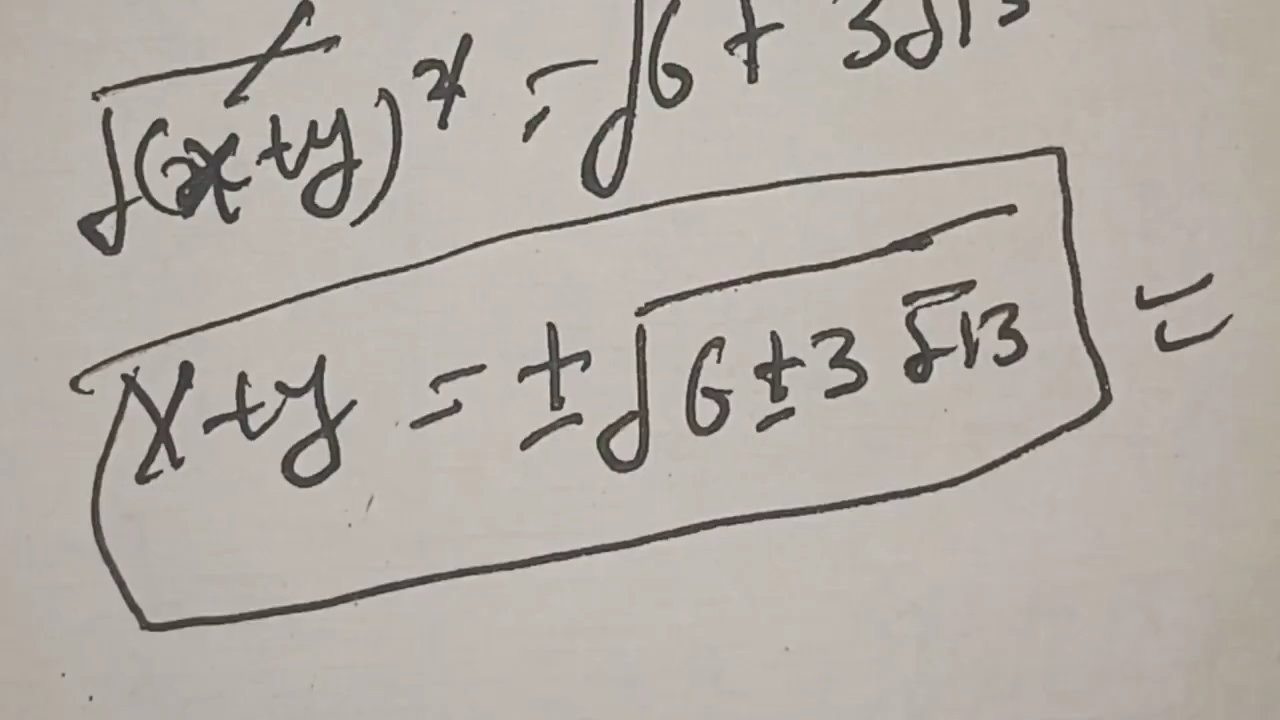 √(x+y)² = √6 ± 3√13
x+y = ±√6±3√13 =